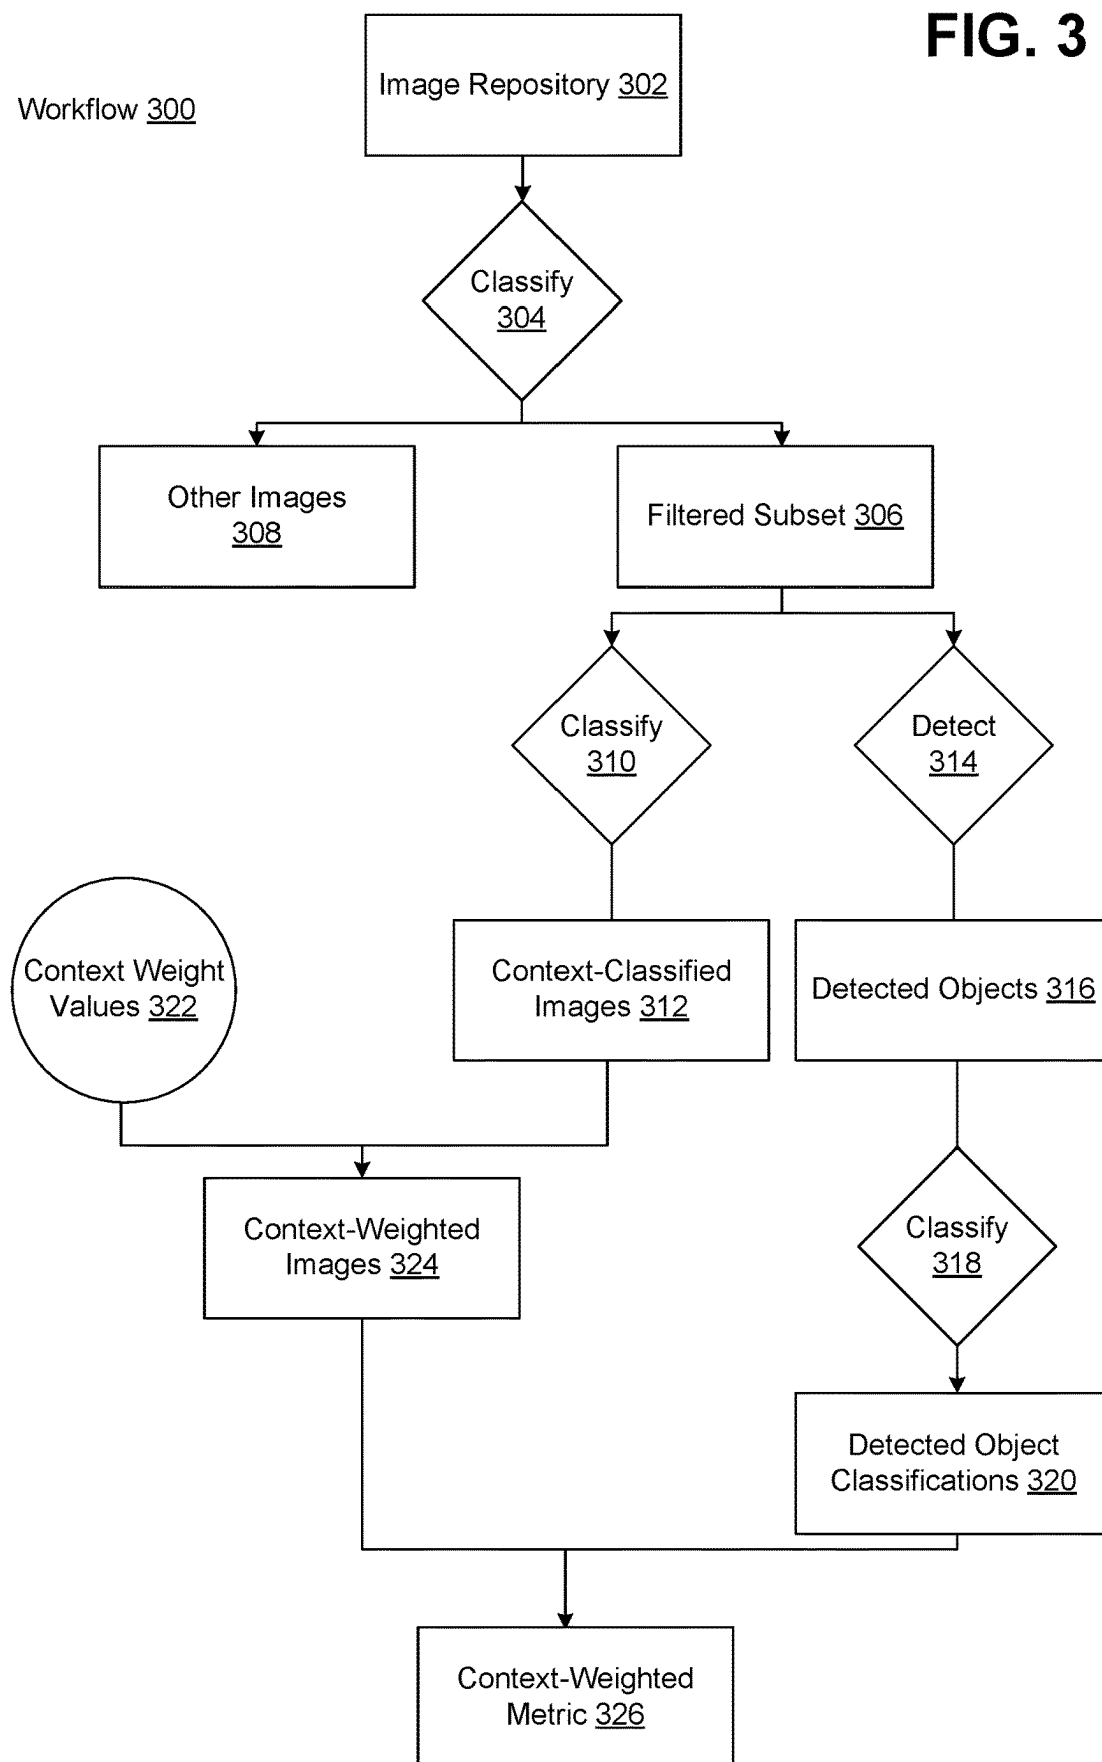 FIG. 3
Image Repository 302
Workflow 300
Classify
304
Other Images
308
Filtered Subset 306
Classify
310
Detect
314
Context Weight
Values 322
Context-Classified
Images 312
Detected Objects 316
Context-Weighted
Images 324
Classify
318
Detected Object
Classifications 320
Context-Weighted
Metric 326